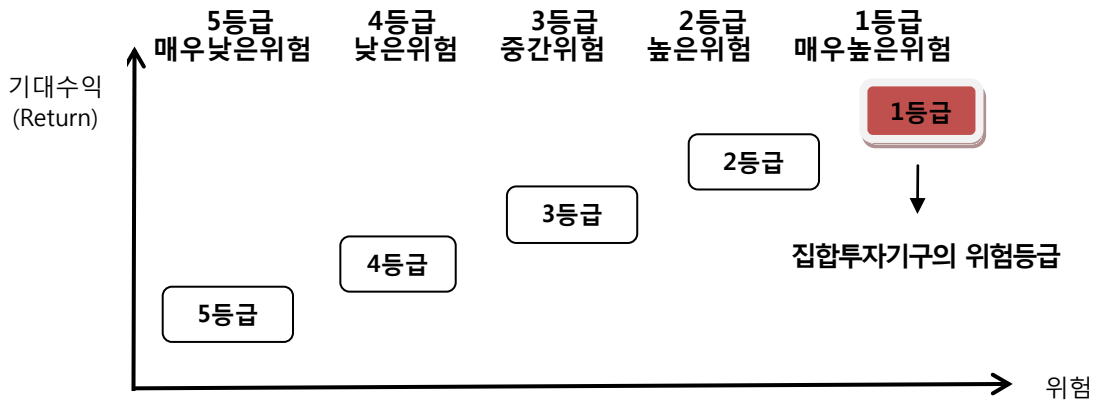 5등급
매우낮은위험
4등급
낮은위험
3등급
중간위험
2등급
높은위험
1등급
매우높은위험
기대수익
(Return)
1등급
2등급
3등급
4등급
5등급
집합투자기구의 위험등급
위험